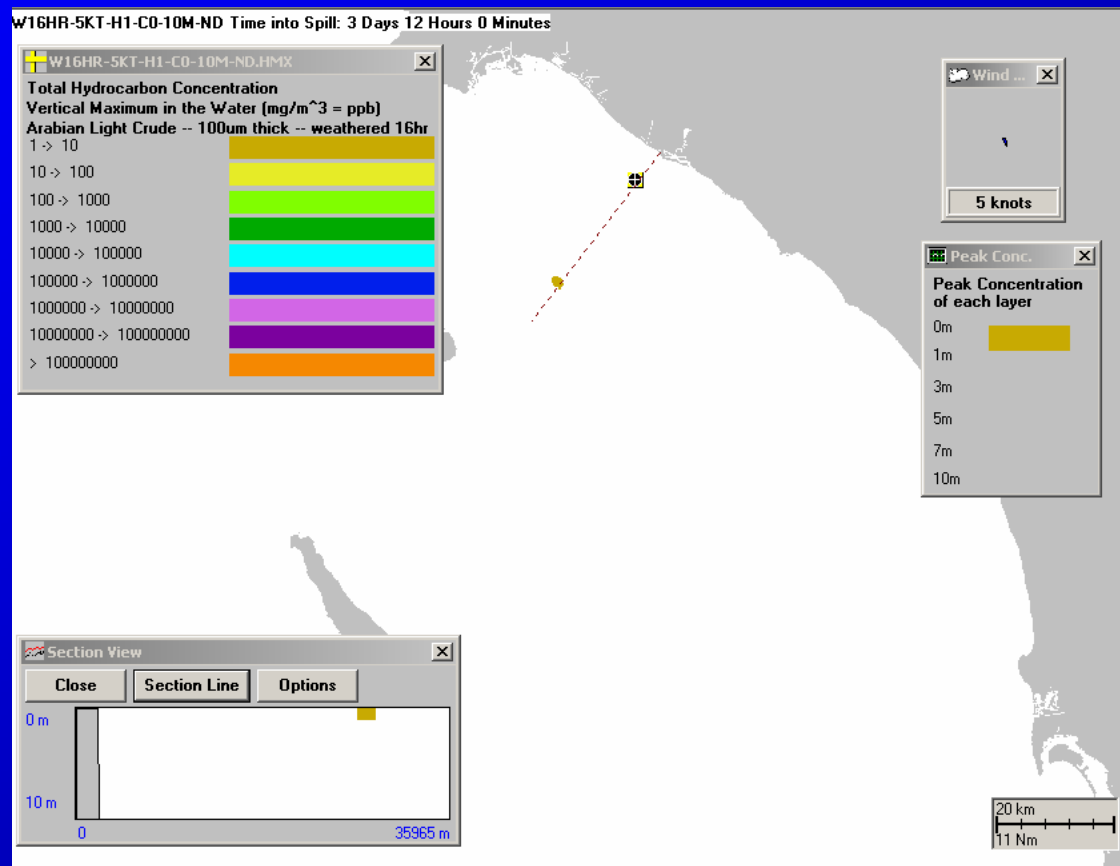 W16HR-5KT-H1-C0-10M-ND Time into Spill: 3 Days 12 Hours 0 Minutes
W16HR-5KT-H1-C0-10M-ND.HMX
Total Hydrocarbon Concentration
Vertical Maximum in the Water (mg/m^3 = ppb)
Arabian Light Crude -- 100um thick -- weathered 16hr
1 -> 10
10 -> 100
100 -> 1000
1000 -> 10000
10000 -> 100000
100000 -> 1000000
1000000 -> 10000000
10000000 -> 100000000
> 100000000
Wind ...
5 knots
Peak Conc.
Peak Concentration
of each layer
0m
1m
3m
5m
7m
10m
Section View
Close Section Line Options
0 m
10 m
0 35965 m
20 km
11 Nm